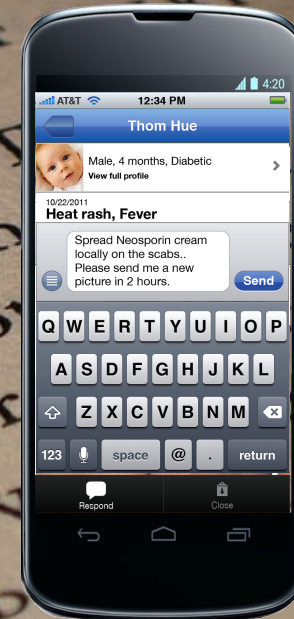 4:20
AT&T 12:34 PM
Thom Hue
Male, 4 months, Diabetic
View full profile
10/22/2011
Heat rash, Fever
Spread Neosporin cream
locally on the scabs..
Please send me a new
picture in 2 hours.
Send
Q W E R T Y U I O P
A S D F G H J K L
Z X C V B N M
123 space @ . return
Respond Close